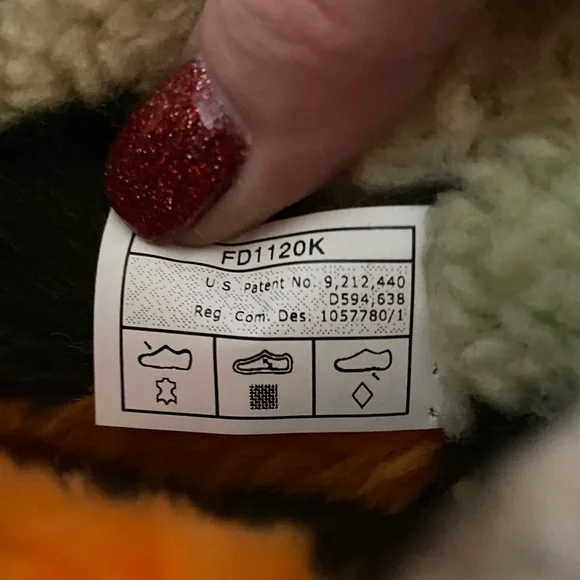 FD1120K
U S Patent No. 9,212,440
D594,638
Reg. Com. Des. 1057780/1